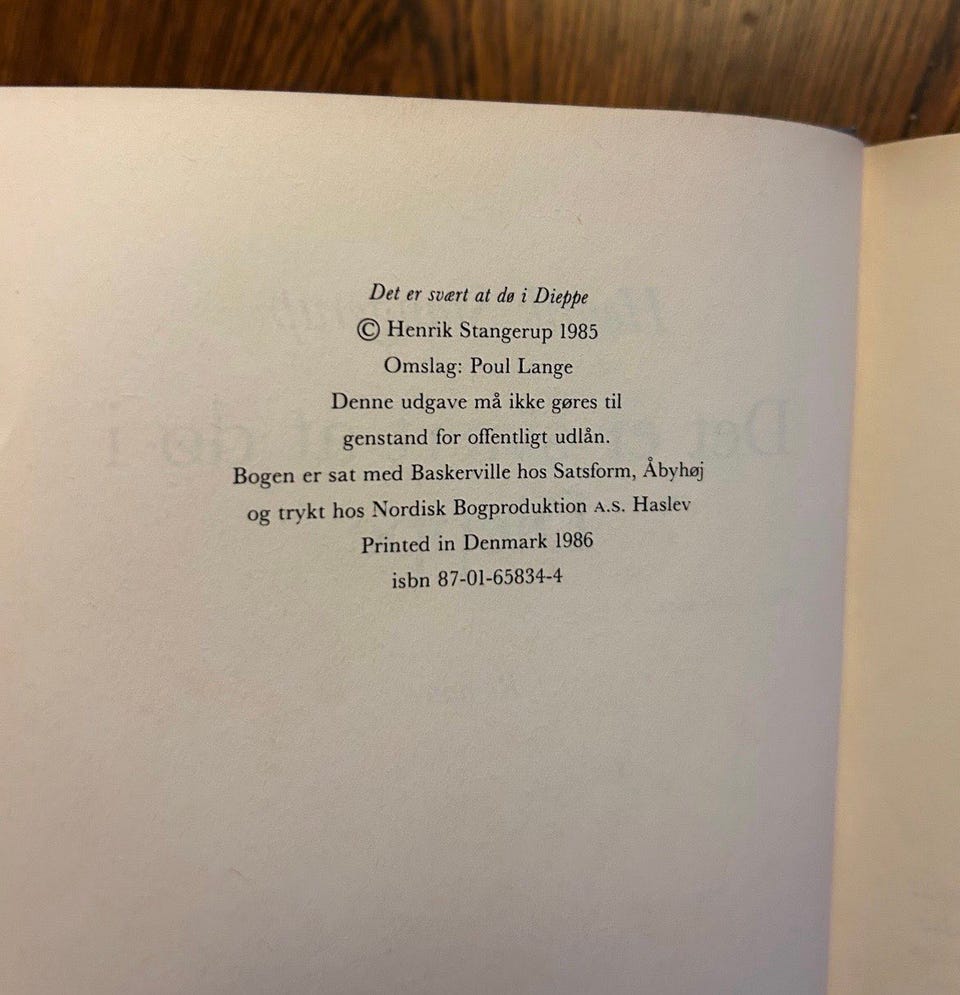 Det er svært at dø i Dieppe
© Henrik Stangerup 1985
Omslag: Poul Lange
Denne udgave må ikke gøres til
genstand for offentligt udlån.
Bogen er sat med Baskerville hos Satsform, Åbyhøj
og trykt hos Nordisk Bogproduktion A.S. Haslev
Printed in Denmark 1986
isbn 87-01-65834-4